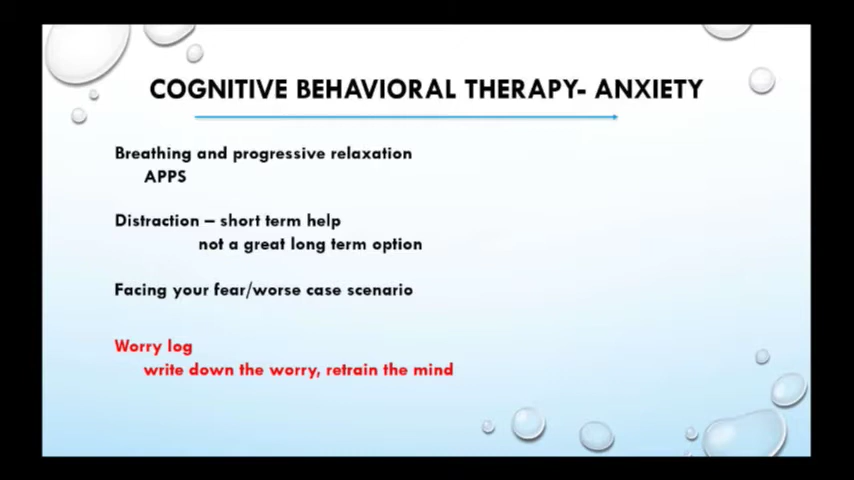 COGNITIVE BEHAVIORAL THERAPY- ANXIETY
Breathing and progressive relaxation
APPS
Distraction – short term help
not a great long term option
Facing your fear/worse case scenario
Worry log
write down the worry, retrain the mind